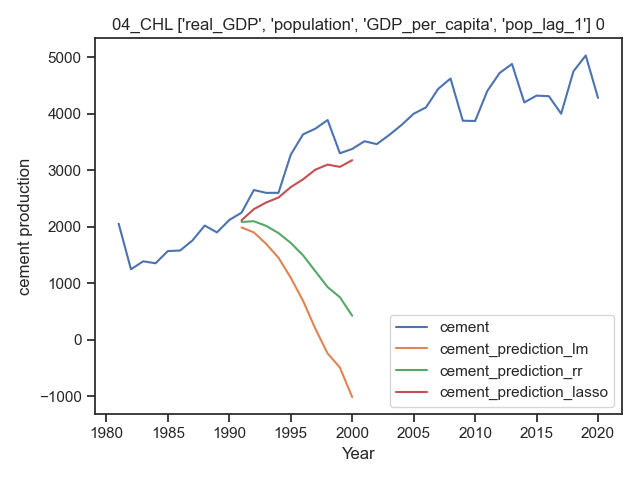 04_CHL ['real_GDP', 'population', 'GDP_per_capita', 'pop_lag_1'] 0
5000
4000
3000
2000
1000
0
−1000
cement production
cement
cement_prediction_lm
cement_prediction_rr
cement_prediction_lasso
1980 1985 1990 1995 2000 2005 2010 2015 2020
Year